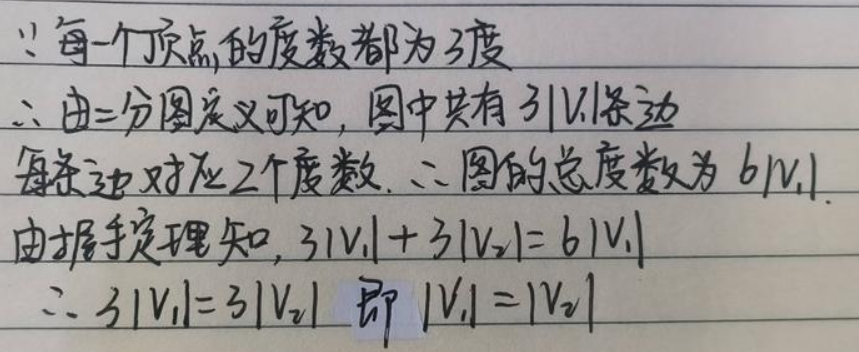 ∵ 每一个顶点的度数都为3度
∴ 由二分图定义可知, 图中共有 3|V₁|条边
每条边对应2个度数. ∴ 图的总度数为 6|V₁|.
由握手定理知, 3|V₁|+3|V₂|=6|V₁|
∴ 3|V₁|=3|V₂| 即 |V₁|=|V₂|